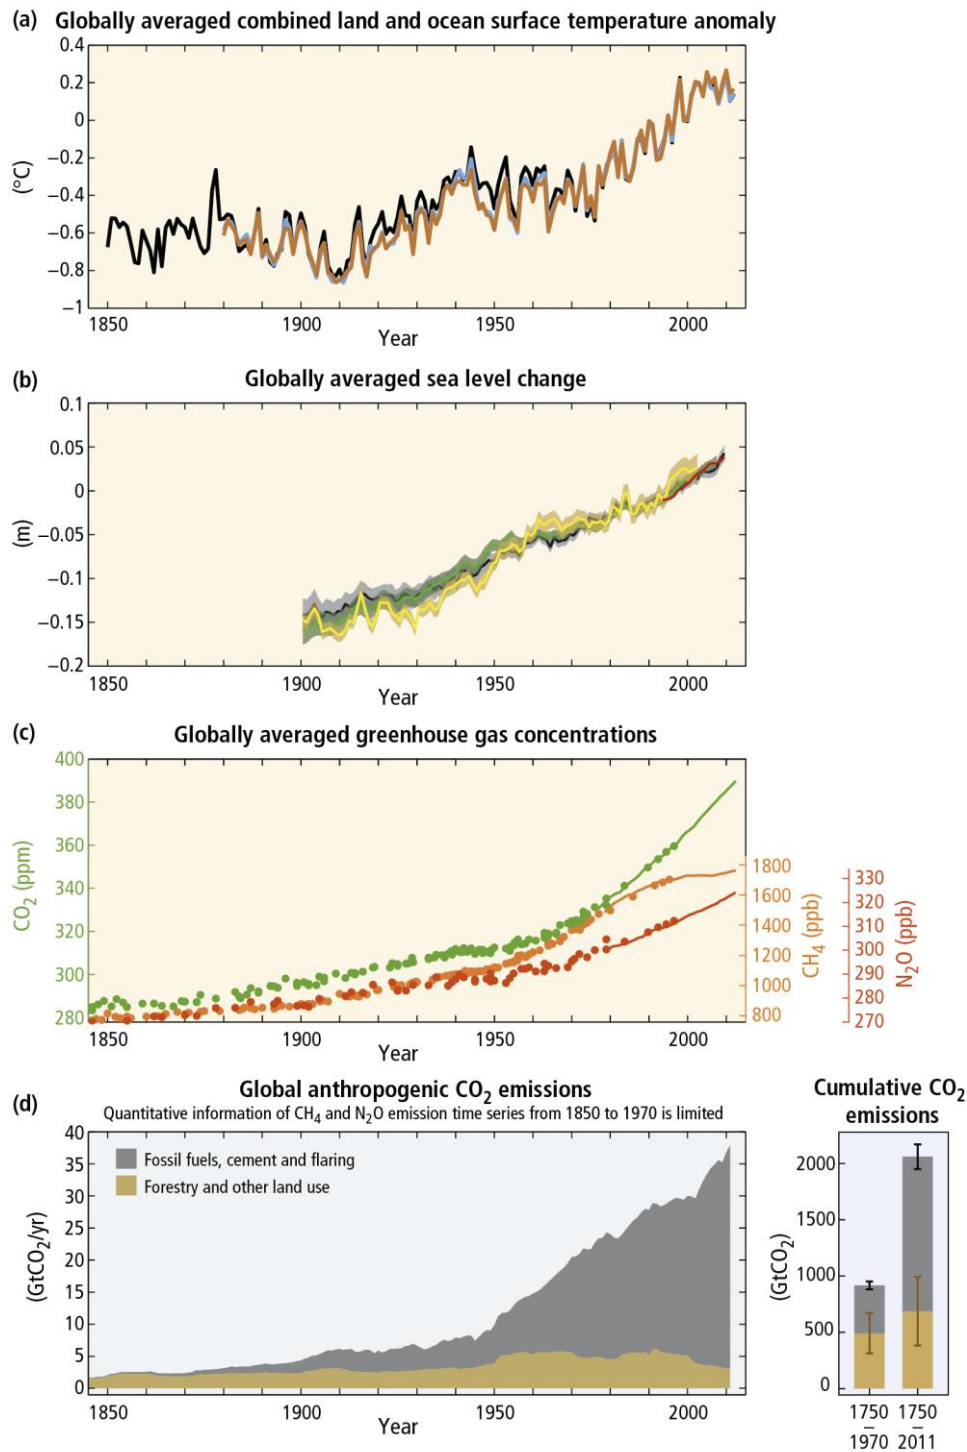 (a) Globally averaged combined land and ocean surface temperature anomaly
0.4
0.2
0
−0.2
−0.4
−0.6
−0.8
−1
(°C)
1850 1900 1950 2000
Year
(b) Globally averaged sea level change
0.1
0.05
0
−0.05
−0.1
−0.15
−0.2
(m)
1850 1900 1950 2000
Year
(c) Globally averaged greenhouse gas concentrations
400
380
360
340
320
300
280
CO₂ (ppm)
1800
1600
1400
1200
1000
800
CH₄ (ppb)
330
320
310
300
290
280
270
N₂O (ppb)
1850 1900 1950 2000
Year
(d) Global anthropogenic CO₂ emissions
Quantitative information of CH₄ and N₂O emission time series from 1850 to 1970 is limited
40
35
30
25
20
15
10
5
0
(GtCO₂/yr)
Fossil fuels, cement and flaring
Forestry and other land use
1850 1900 1950 2000
Year
Cumulative CO₂
emissions
2000
1500
1000
500
0
(GtCO₂)
1750 1750
– –
1970 2011